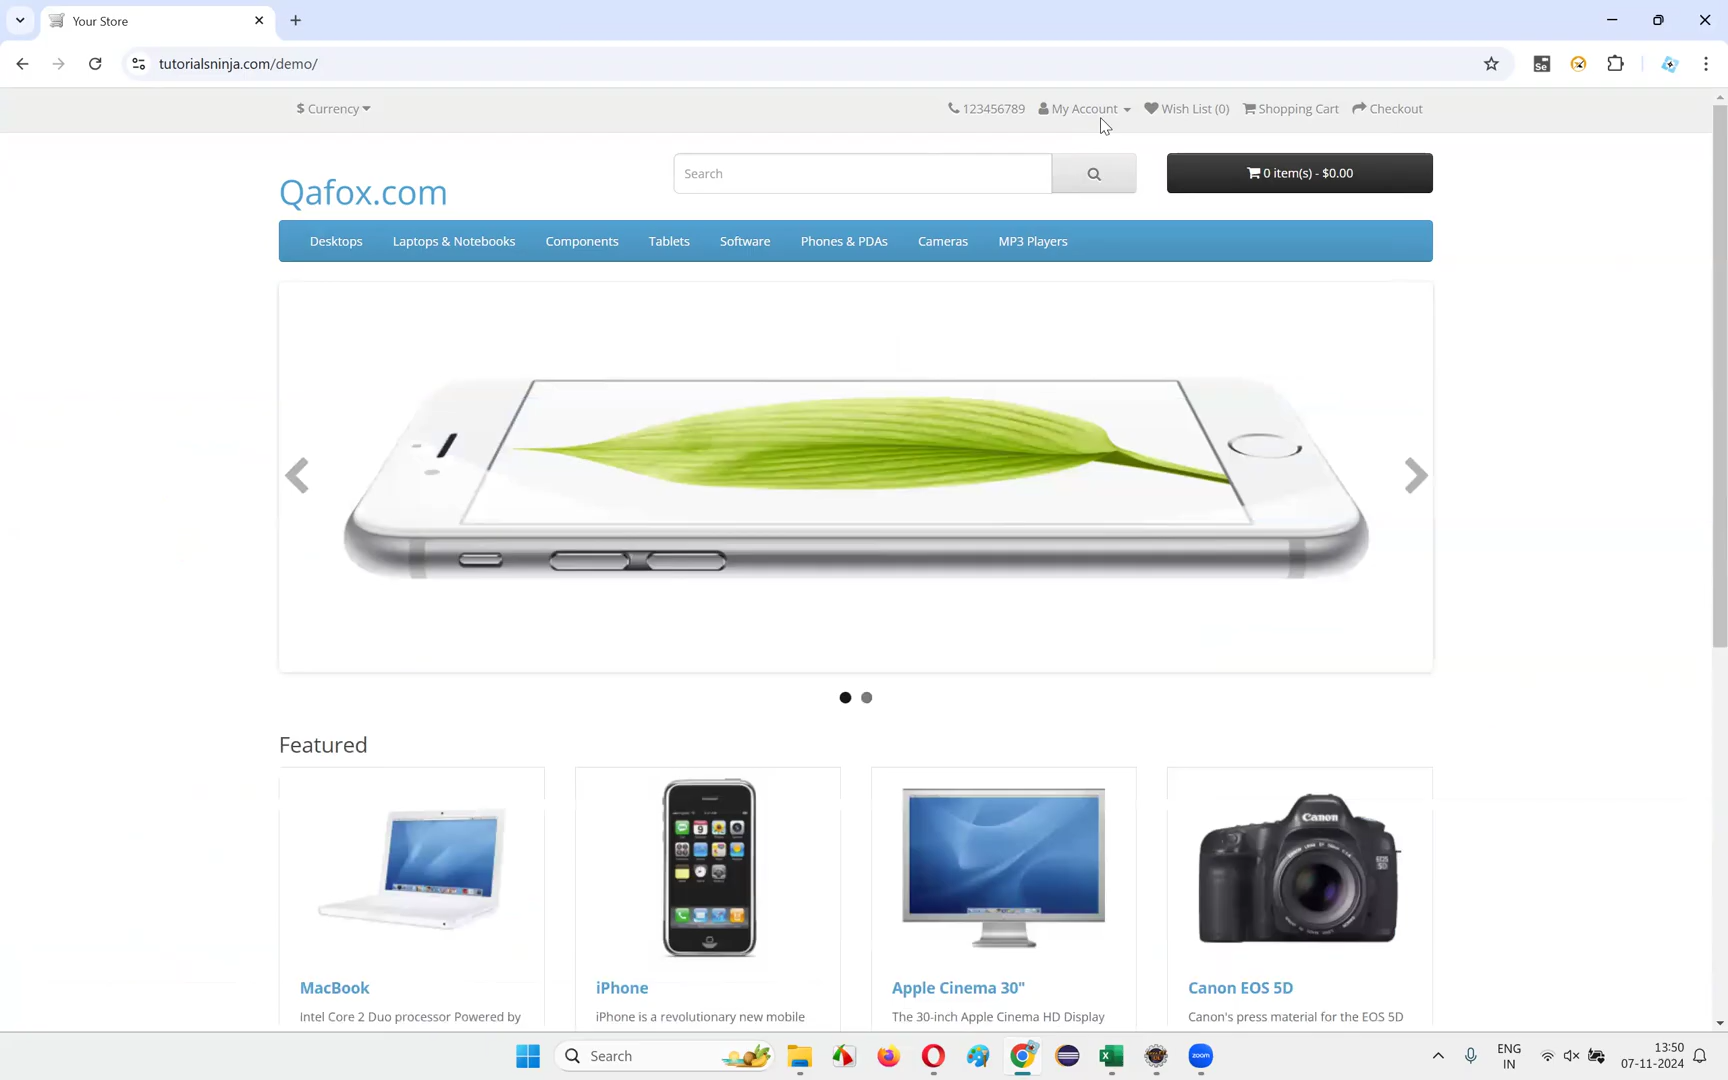 Your Store
tutorialsninja.com/demo/
Se
$ Currency
123456789 My Account Wish List (0) Shopping Cart Checkout
Qafox.com
Search
0 item(s) - $0.00
Desktops Laptops & Notebooks Components Tablets Software Phones & PDAs Cameras MP3 Players
Featured
Canon
MacBook iPhone Apple Cinema 30" Canon EOS 5D
Intel Core 2 Duo processor Powered by iPhone is a revolutionary new mobile The 30-inch Apple Cinema HD Display Canon's press material for the EOS 5D
Search
zoom
ENG
IN
13:50
07-11-2024